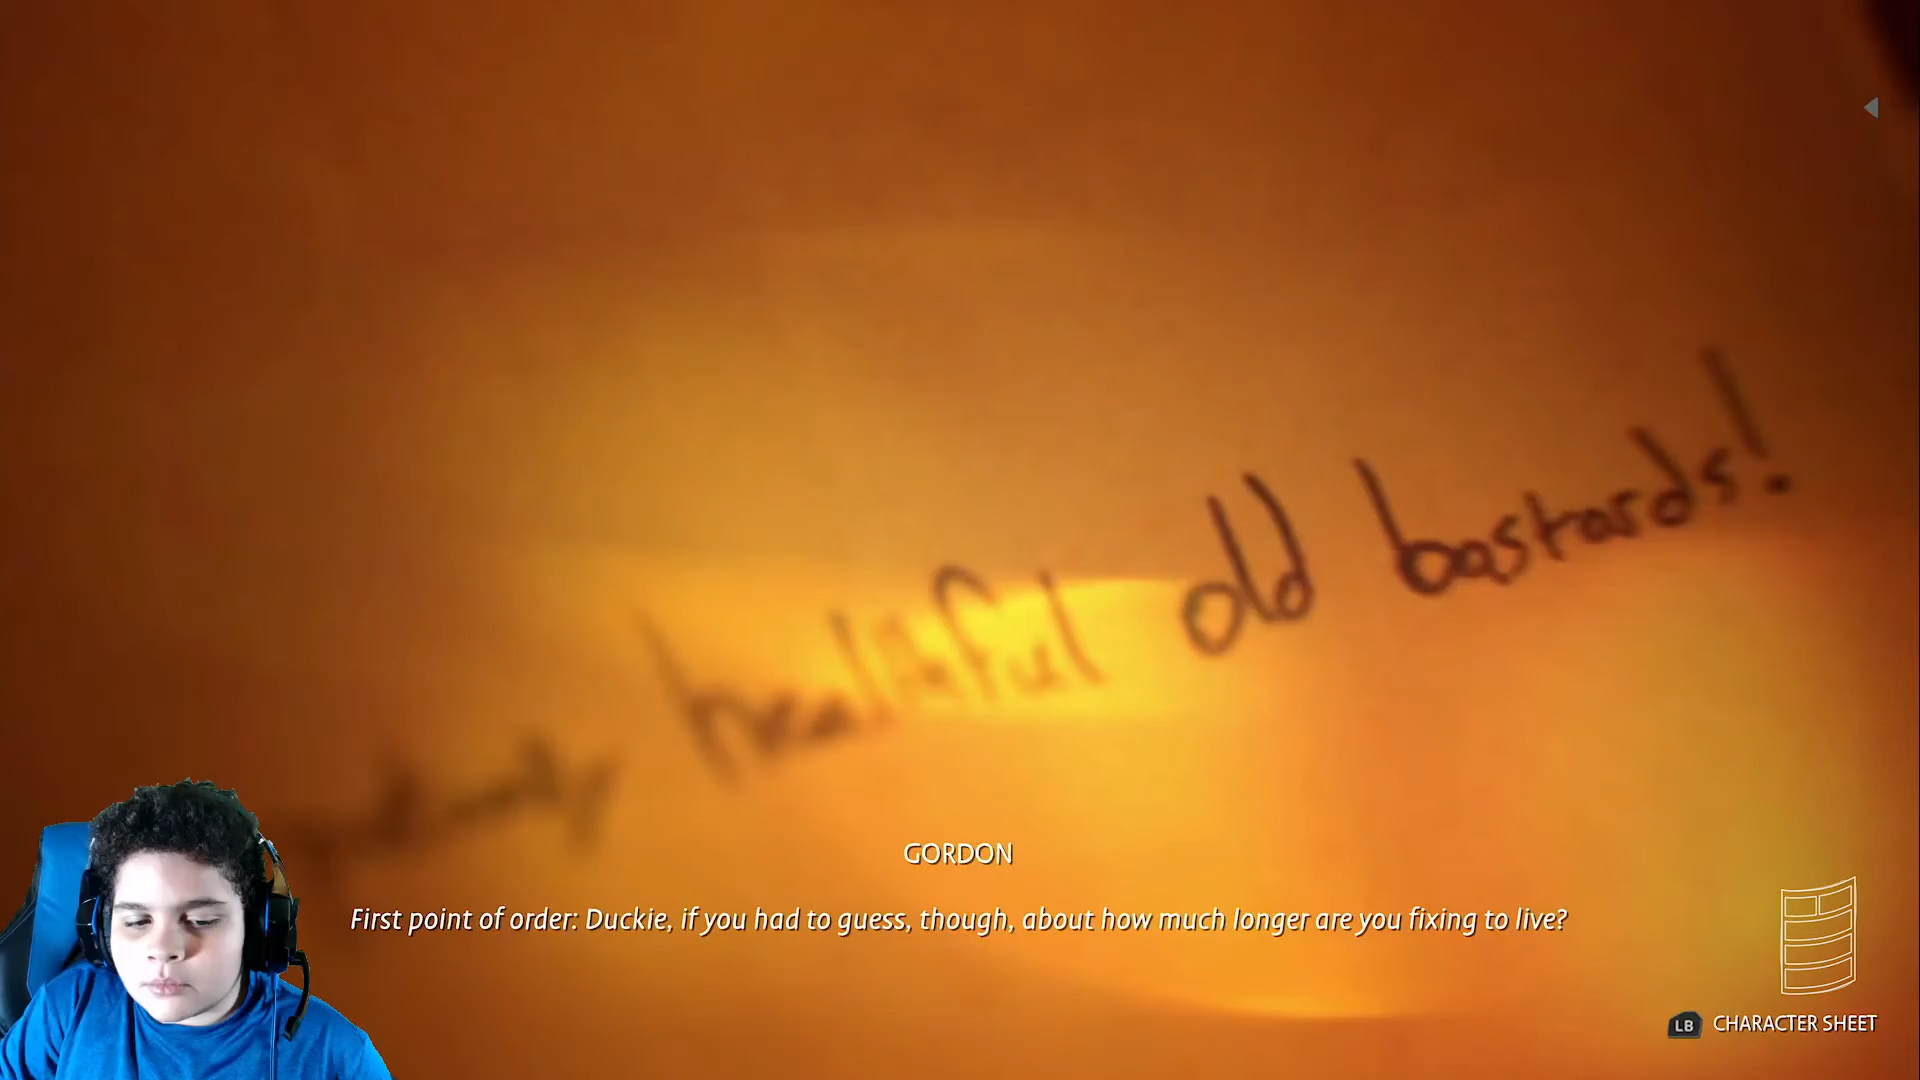 healthful old bastards!
GORDON
First point of order: Duckie, if you had to guess, though, about how much longer are you fixing to live?
LB CHARACTER SHEET